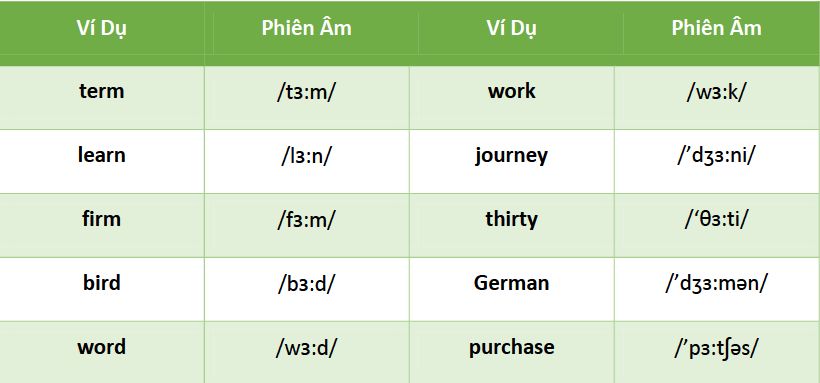 Ví Dụ Phiên Âm Ví Dụ Phiên Âm
term /tɜ:m/ work /wɜ:k/
learn /lɜ:n/ journey /’dʒɜ:ni/
firm /fɜ:m/ thirty /‘θɜ:ti/
bird /bɜ:d/ German /’dʒɜ:mən/
word /wɜ:d/ purchase /’pɜ:tʃəs/